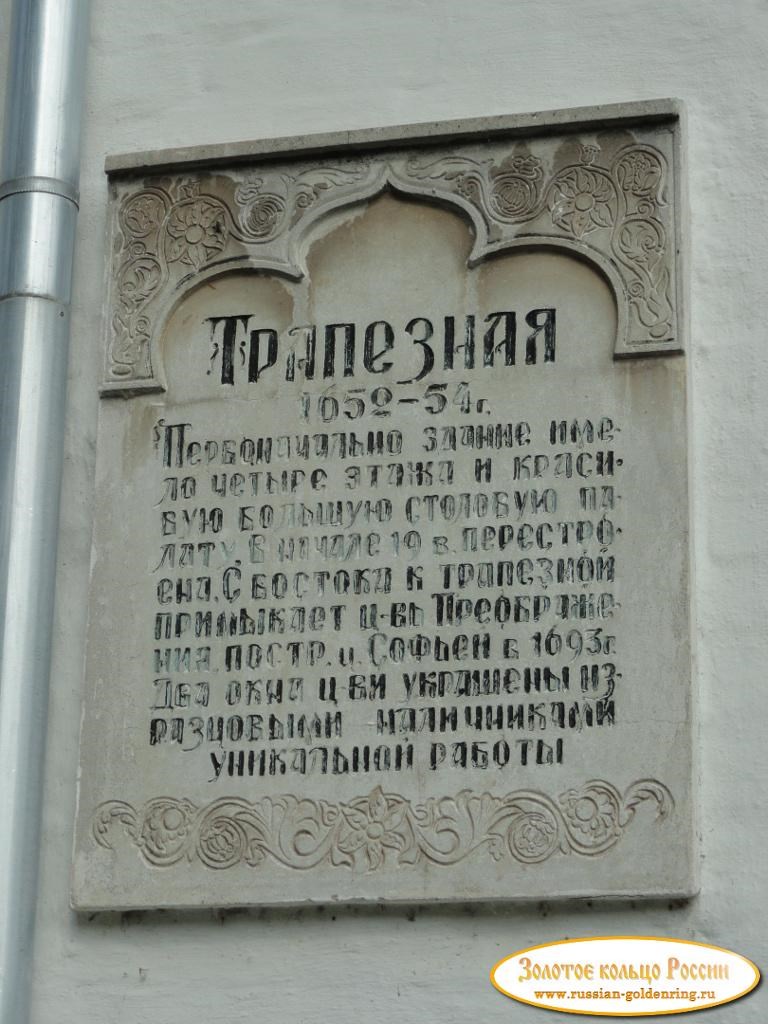 Трапезная
1652-54г.
Первоначально здание име-
ло четыре этажа и краси-
вую большую столовую па-
лату. В начале 19 в. перестро-
ена. С востока к трапезной
примыкает ц-вь Преображе-
ния, постр. ц. Софьей в 1693г.
Два окна ц-ви украшены из-
разцовыми наличниками
уникальной работы
Золотое кольцо России
www.russian-goldenring.ru